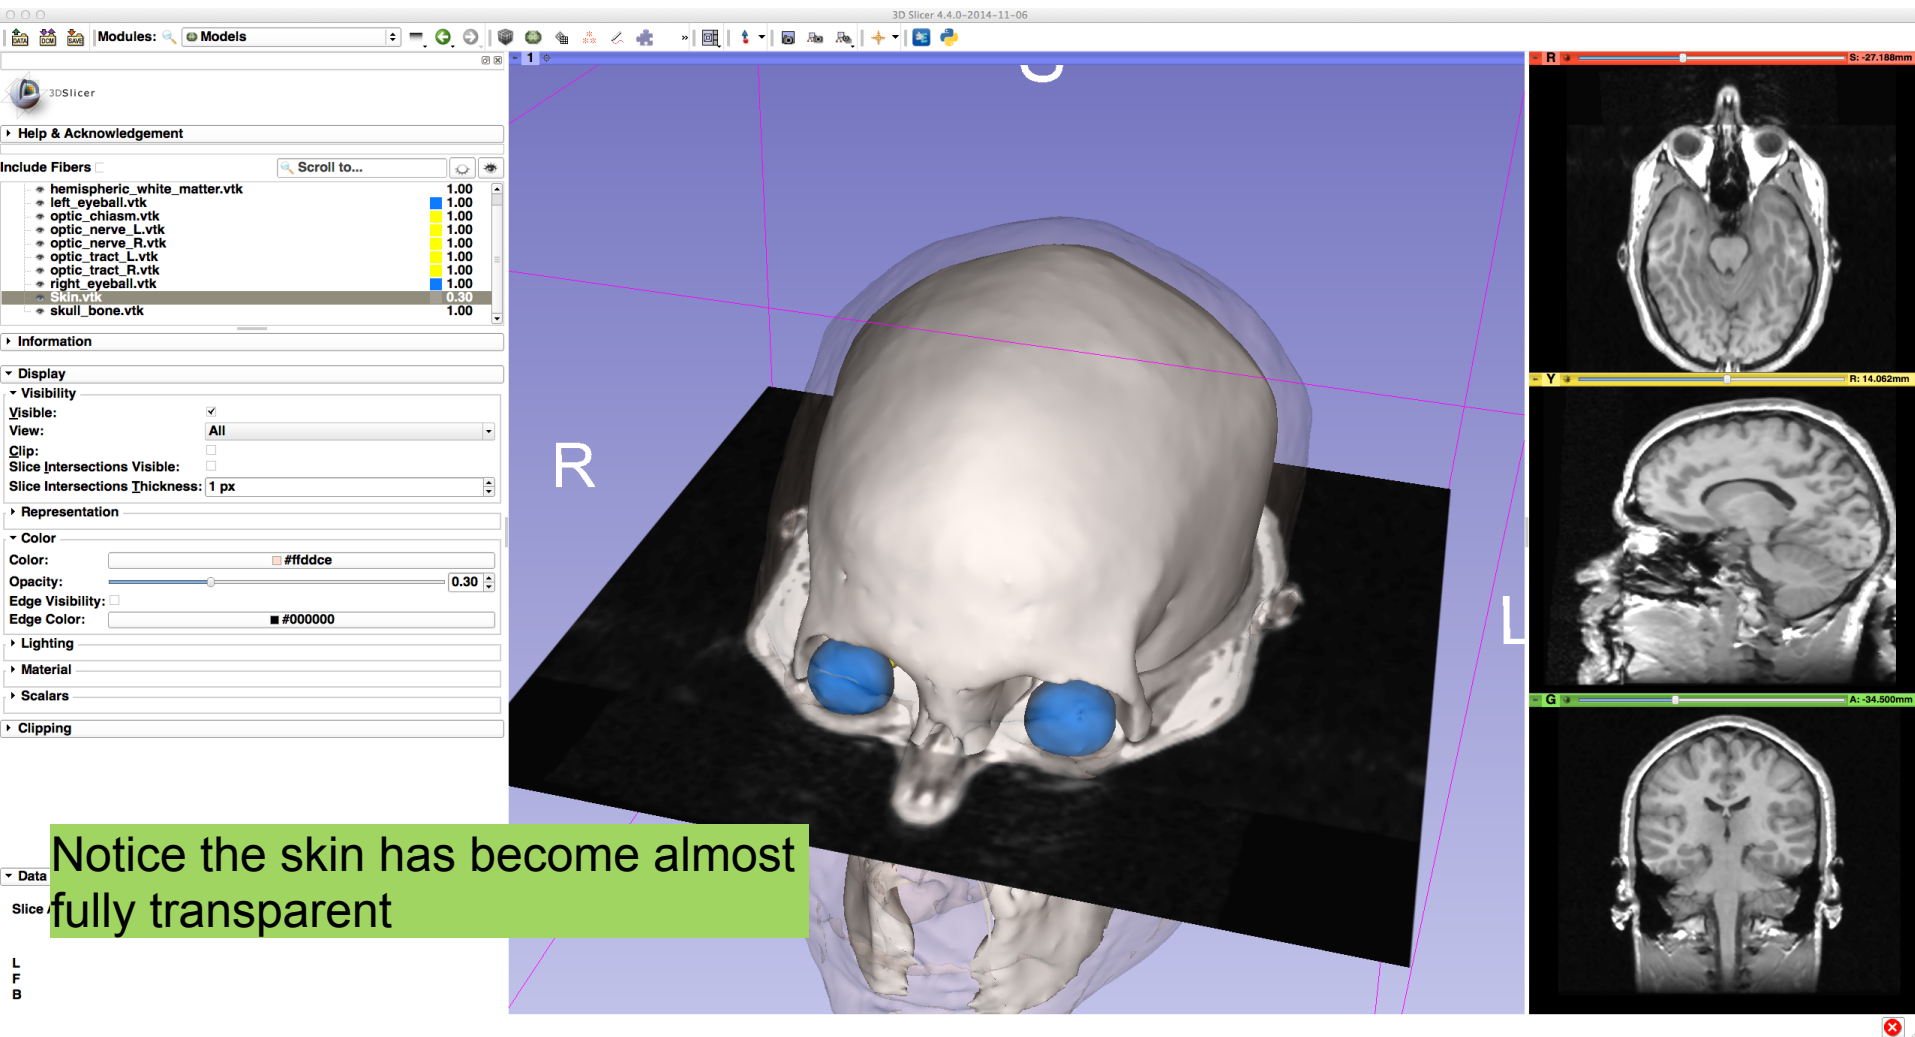 3D Slicer 4.4.0-2014-11-06
DATA DCM SAVE Modules: Models
1
3DSlicer
Help & Acknowledgement
Include Fibers Scroll to...
hemispheric_white_matter.vtk 1.00
left_eyeball.vtk 1.00
optic_chiasm.vtk 1.00
optic_nerve_L.vtk 1.00
optic_nerve_R.vtk 1.00
optic_tract_L.vtk 1.00
optic_tract_R.vtk 1.00
right_eyeball.vtk 1.00
Skin.vtk 0.30
skull_bone.vtk 1.00
Information
Display
Visibility
Visible:
View: All
Clip:
Slice Intersections Visible:
Slice Intersections Thickness: 1 px
Representation
Color
Color: #ffddce
Opacity: 0.30
Edge Visibility:
Edge Color: #000000
Lighting
Material
Scalars
Clipping
Notice the skin has become almost
fully transparent
Data
Slice
L
F
B
R
L
R S: -27.188mm
Y R: 14.062mm
G A: -34.500mm